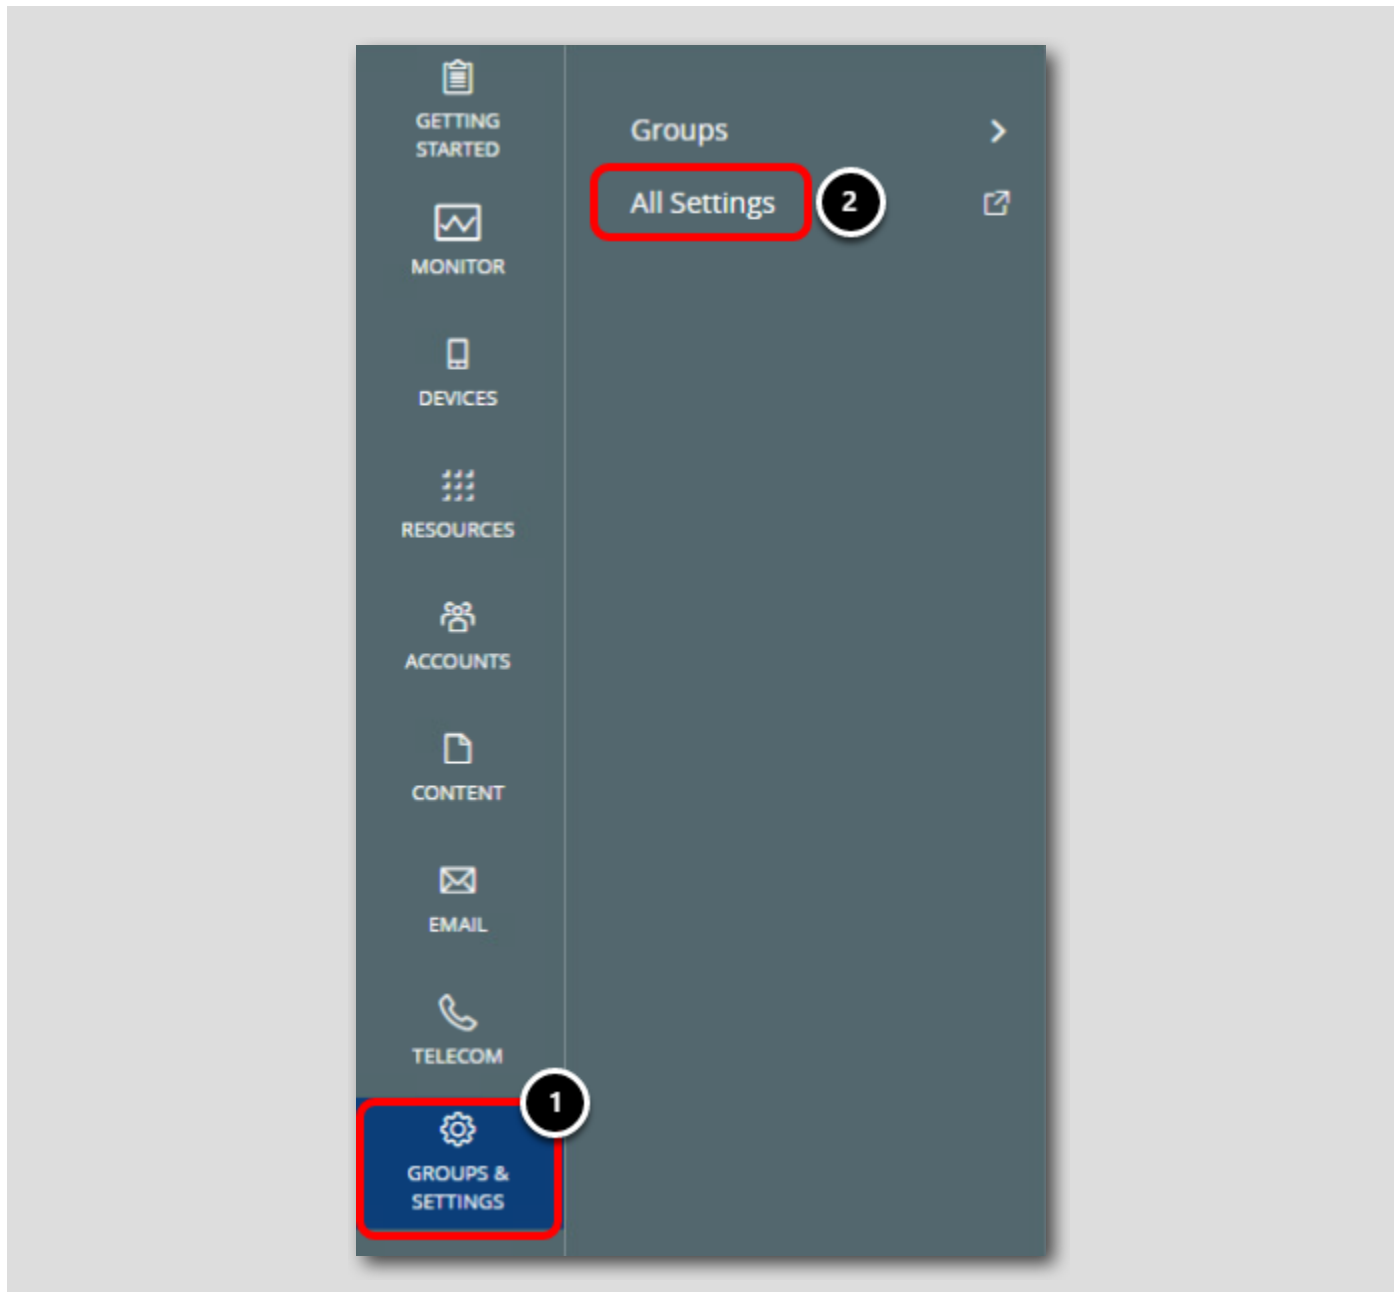 GETTING
STARTED
MONITOR
DEVICES
RESOURCES
ACCOUNTS
CONTENT
EMAIL
TELECOM
1
GROUPS &
SETTINGS
Groups
All Settings
2